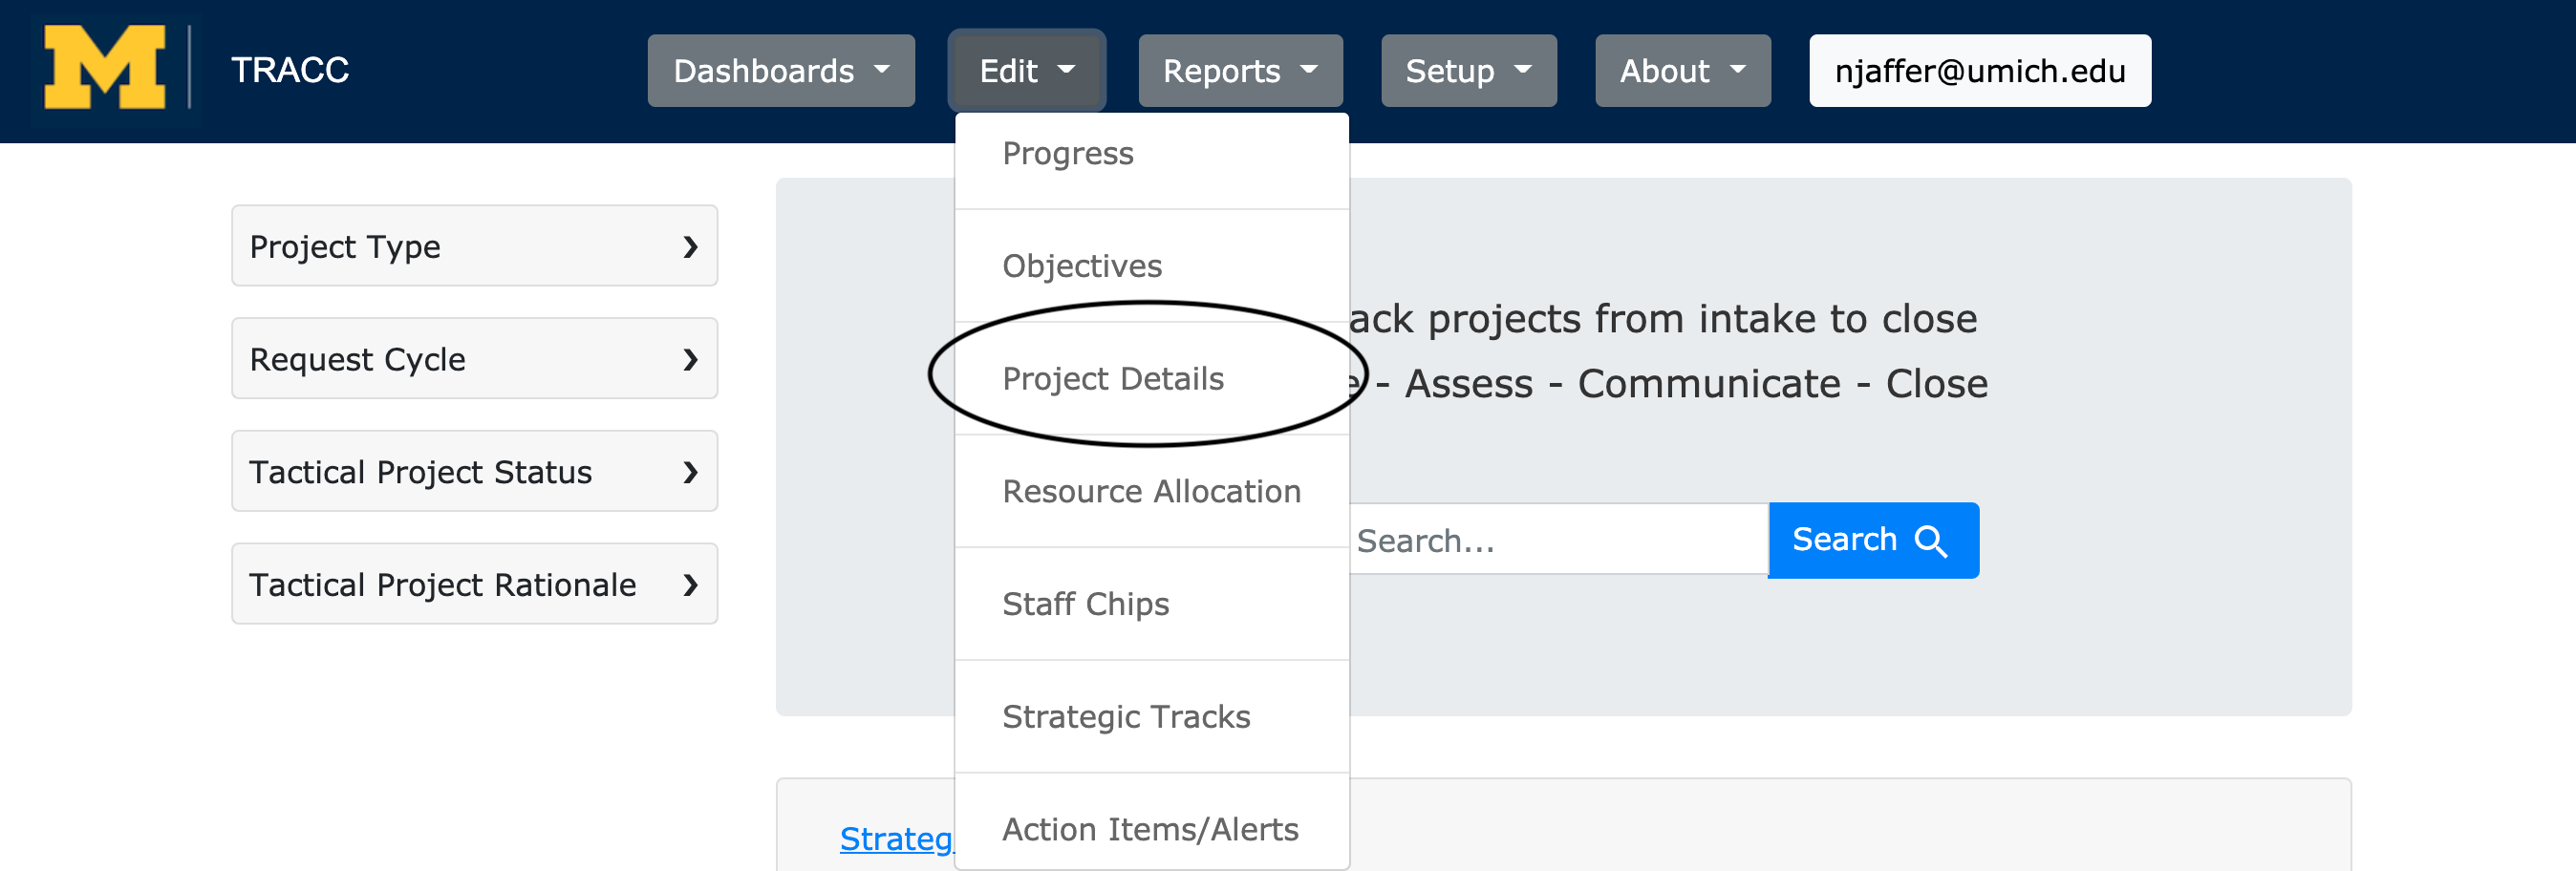 M TRACC Dashboards Edit Reports Setup About njaffer@umich.edu
Progress
Objectives
Project Details
Resource Allocation
Staff Chips
Strategic Tracks
Action Items/Alerts
Project Type
Request Cycle
Tactical Project Status
Tactical Project Rationale
ack projects from intake to close
e - Assess - Communicate - Close
Search... Search
Strateg